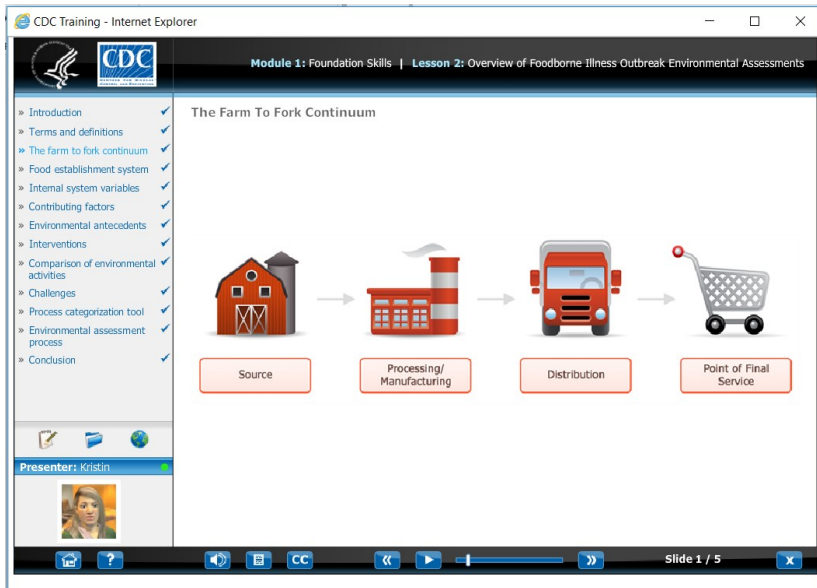 CDC Training - Internet Explorer
CDC
Module 1: Foundation Skills | Lesson 2: Overview of Foodborne Illness Outbreak Environmental Assessments
» Introduction
» Terms and definitions
» The farm to fork continuum
» Food establishment system
» Internal system variables
» Contributing factors
» Environmental antecedents
» Interventions
» Comparison of environmental
activities
» Challenges
» Process categorization tool
» Environmental assessment
process
» Conclusion
The Farm To Fork Continuum
Source
Processing/
Manufacturing
Distribution
Point of Final
Service
Presenter: Kristin
?
CC
Slide 1 / 5
x